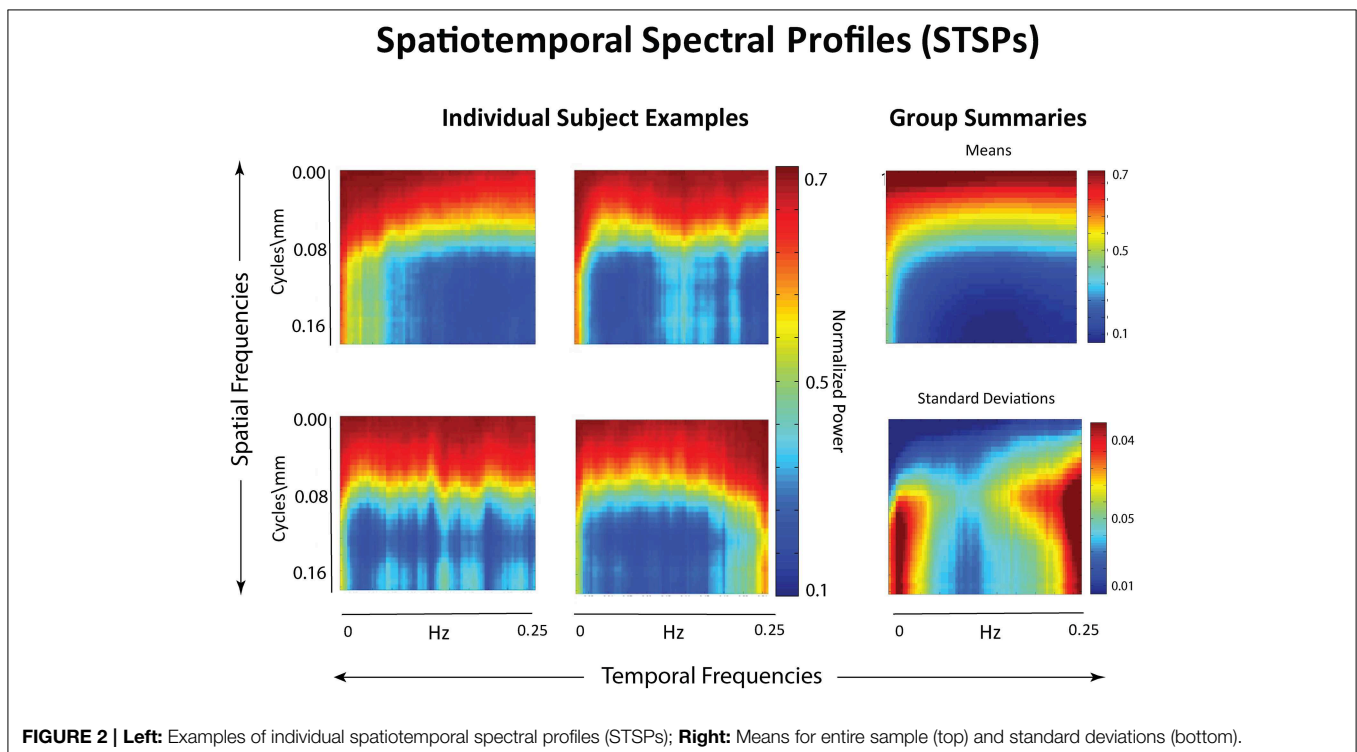 Spatiotemporal Spectral Profiles (STSPs)
Individual Subject Examples
Group Summaries
Means
Spatial Frequencies
Cycles\mm
0.00
0.08
0.16
0.7
0.5
0.1
Normalized Power
0.7
0.5
0.1
Standard Deviations
Cycles\mm
0.00
0.08
0.16
0.04
0.05
0.01
0 Hz 0.25
0 Hz 0.25
0 Hz 0.25
Temporal Frequencies
FIGURE 2 | Left: Examples of individual spatiotemporal spectral profiles (STSPs); Right: Means for entire sample (top) and standard deviations (bottom).